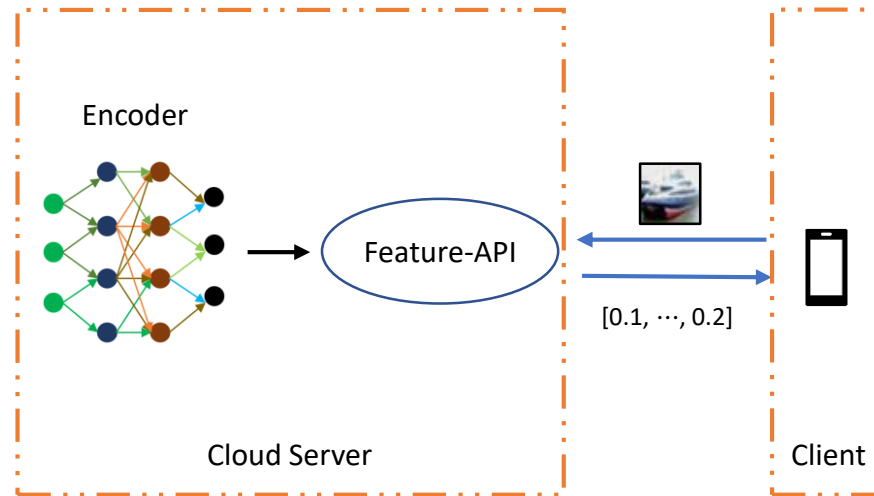 Encoder
Feature-API
[0.1, ⋯, 0.2]
Cloud Server
Client